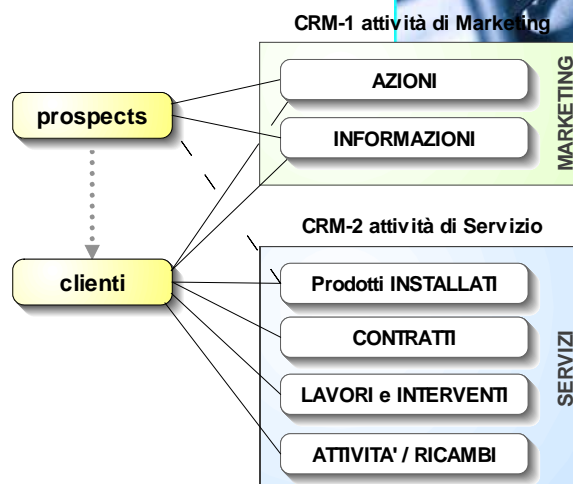 CRM-1 attività di Marketing
AZIONI
INFORMAZIONI
MARKETING
prospects
clienti
CRM-2 attività di Servizio
Prodotti INSTALLATI
CONTRATTI
LAVORI e INTERVENTI
ATTIVITA' / RICAMBI
SERVIZI